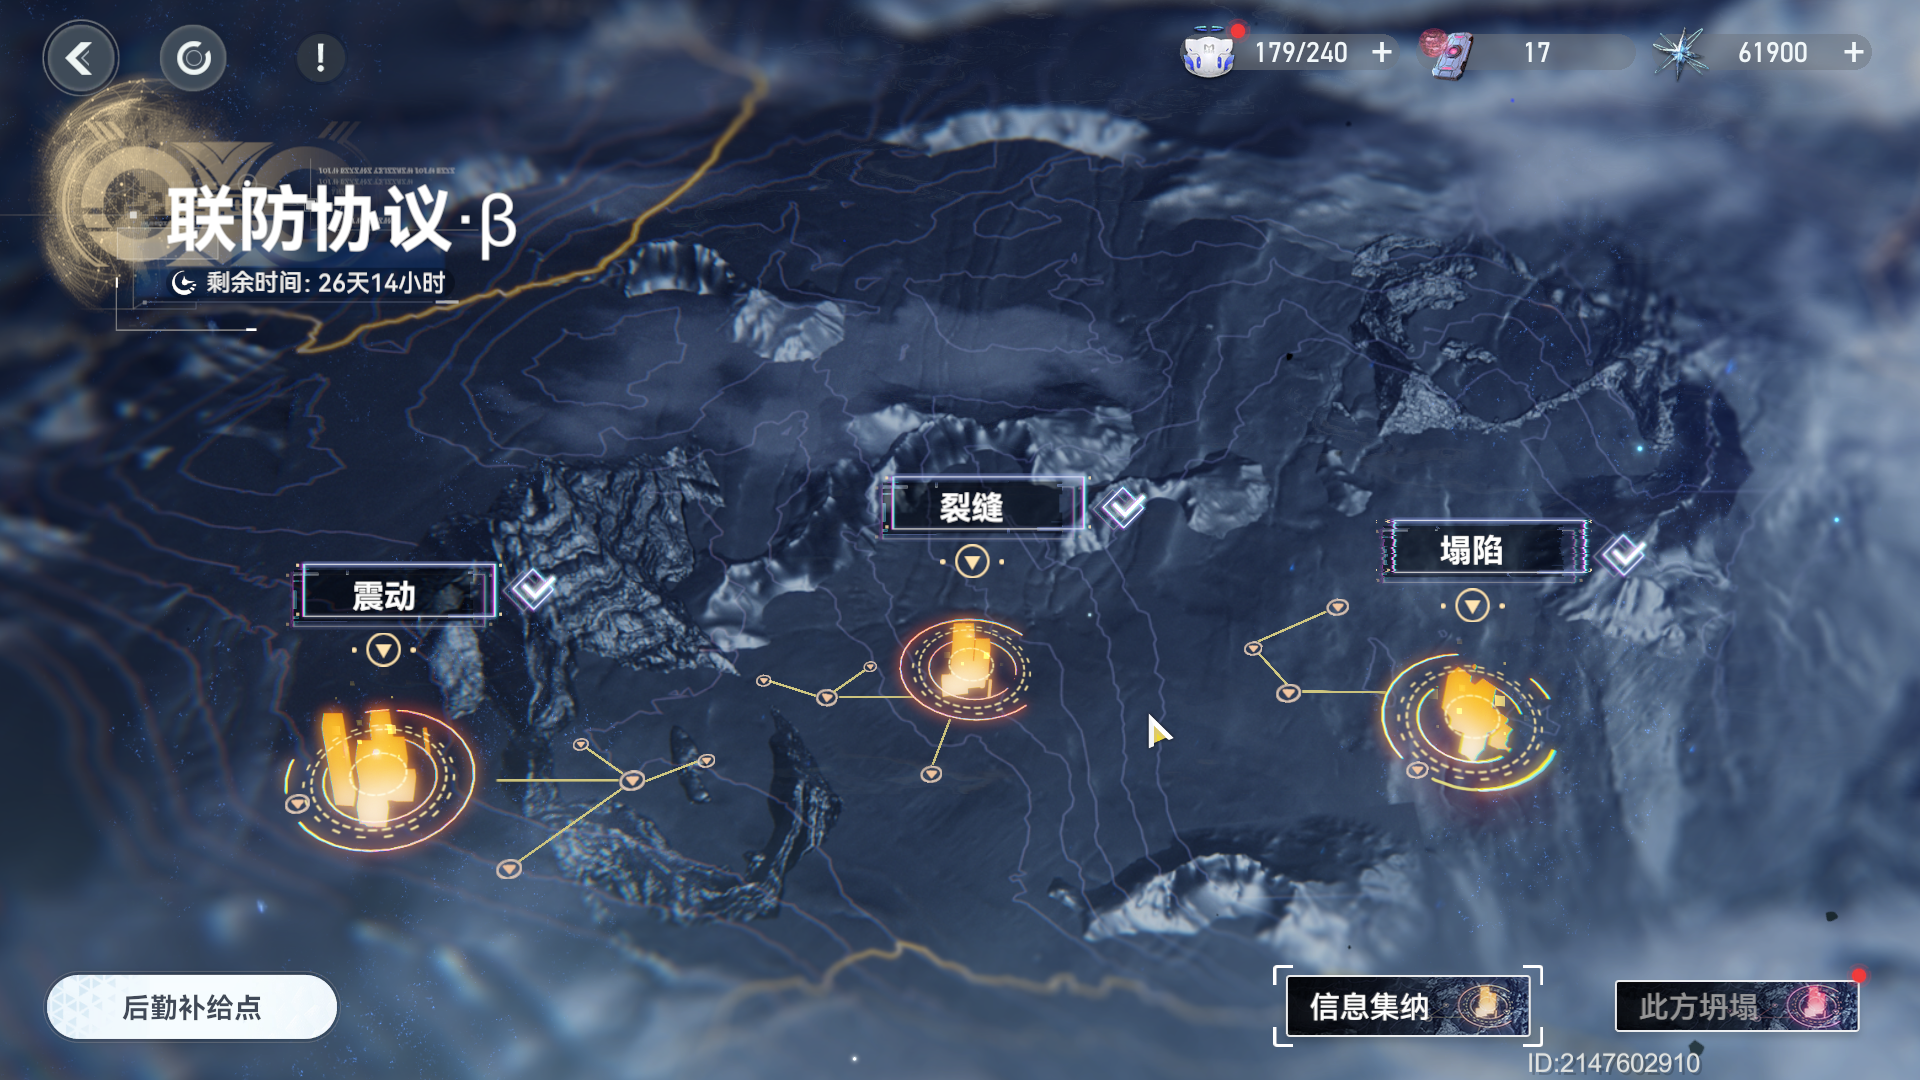 179/240
17
61900
联防协议·β
剩余时间: 26天14小时
裂缝
塌陷
震动
后勤补给点
信息集纳
此方坍塌
ID:2147602910